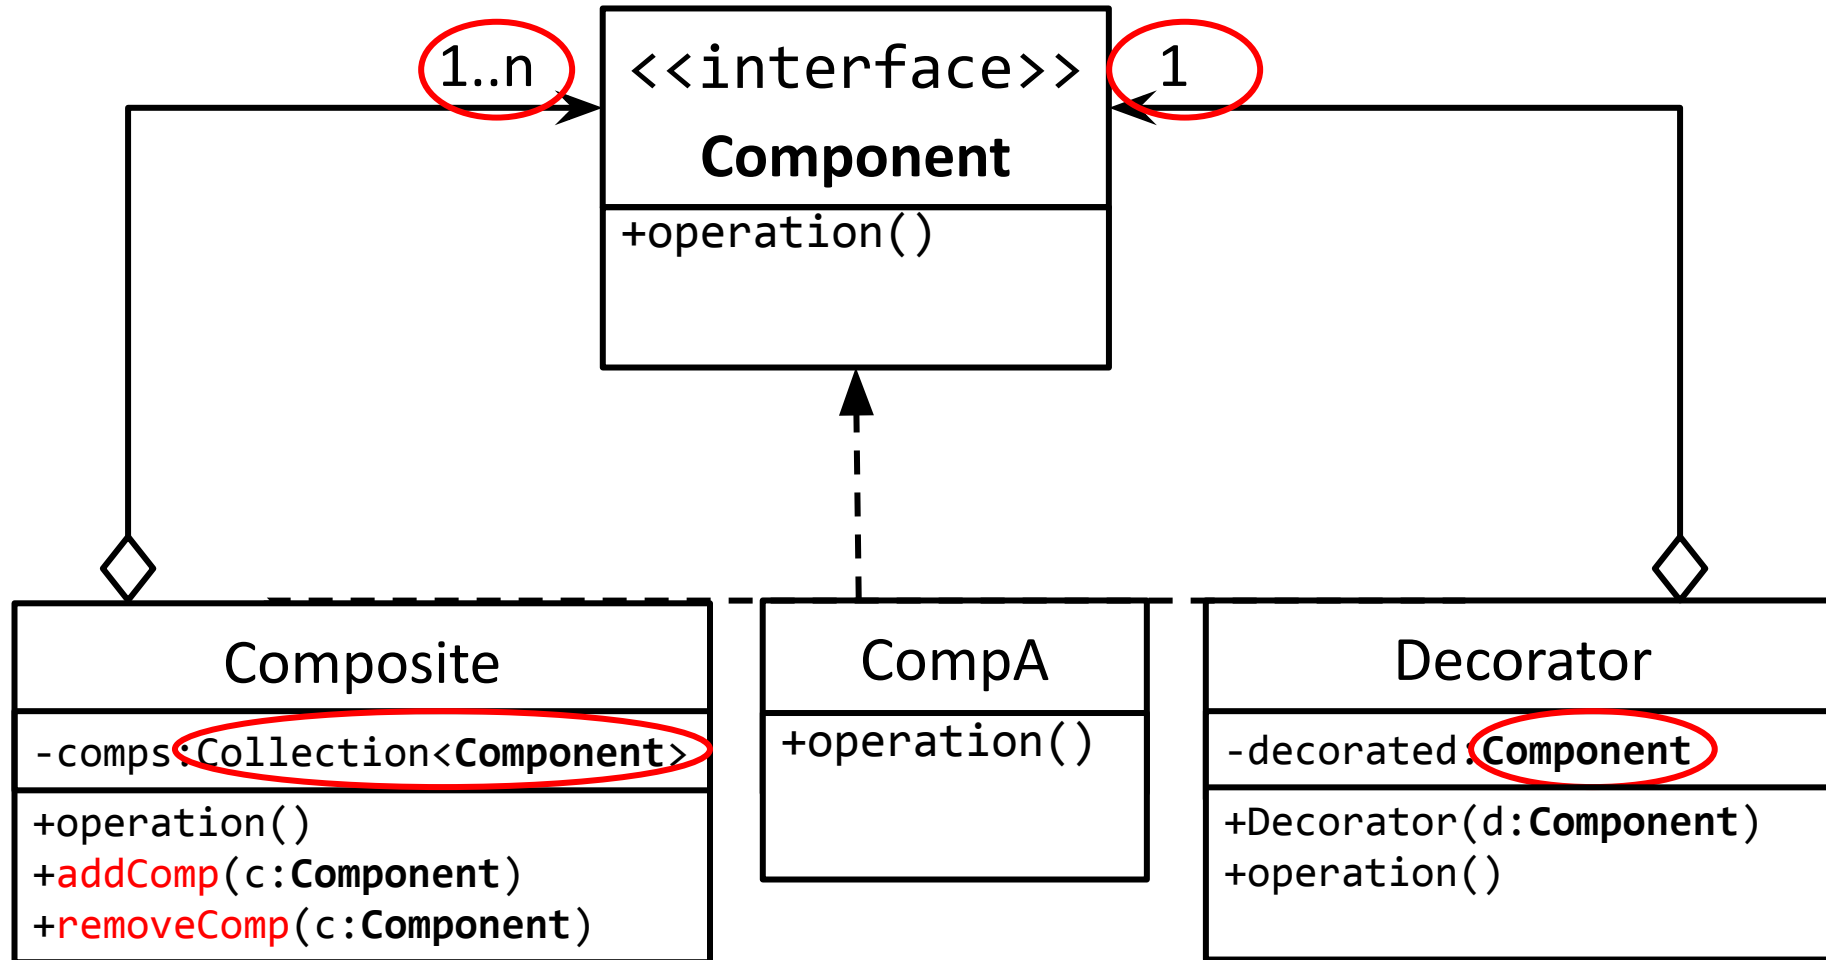 1..n
<<interface>>
1
Component
+operation()
Composite
-comps:Collection<Component>
+operation()
+addComp(c:Component)
+removeComp(c:Component)
CompA
+operation()
Decorator
-decorated:Component
+Decorator(d:Component)
+operation()